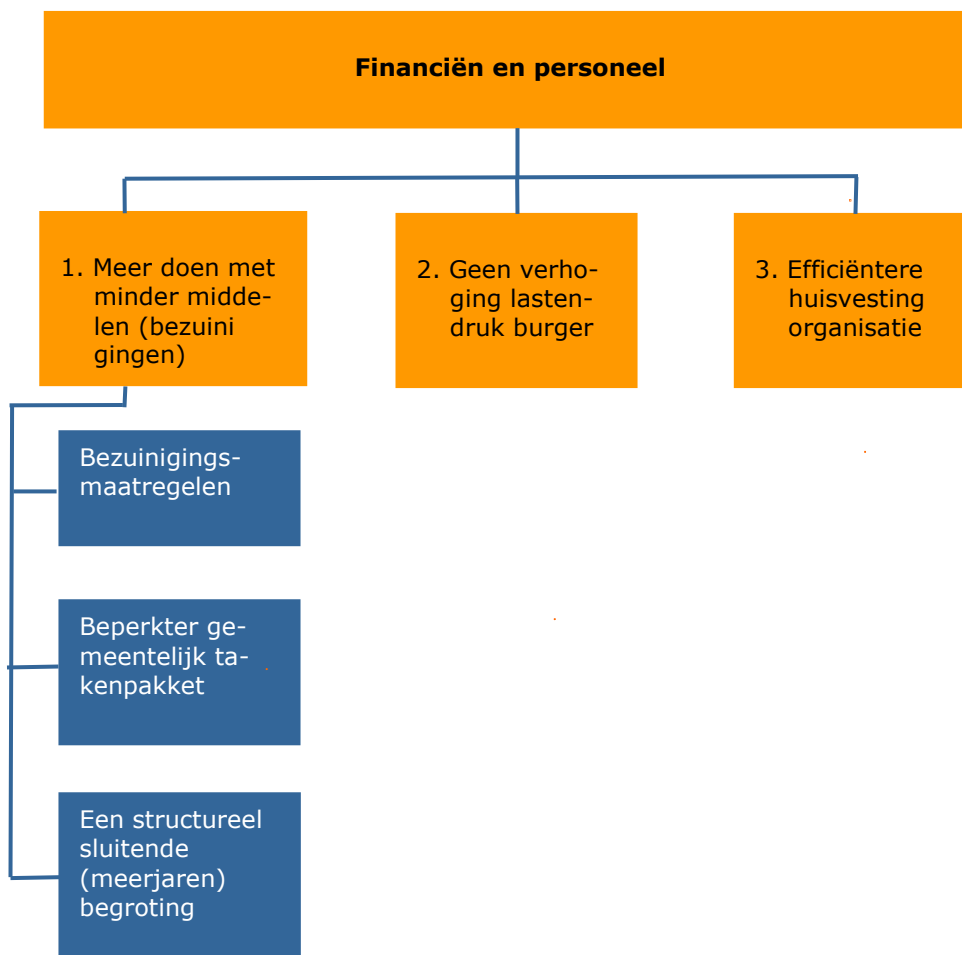 Financiën en personeel
1. Meer doen met
minder midde-
len (bezuini
gingen)
2. Geen verho-
ging lasten-
druk burger
3. Efficiëntere
huisvesting
organisatie
Bezuinigings-
maatregelen
Beperkter ge-
meentelijk ta-
kenpakket
Een structureel
sluitende
(meerjaren)
begroting